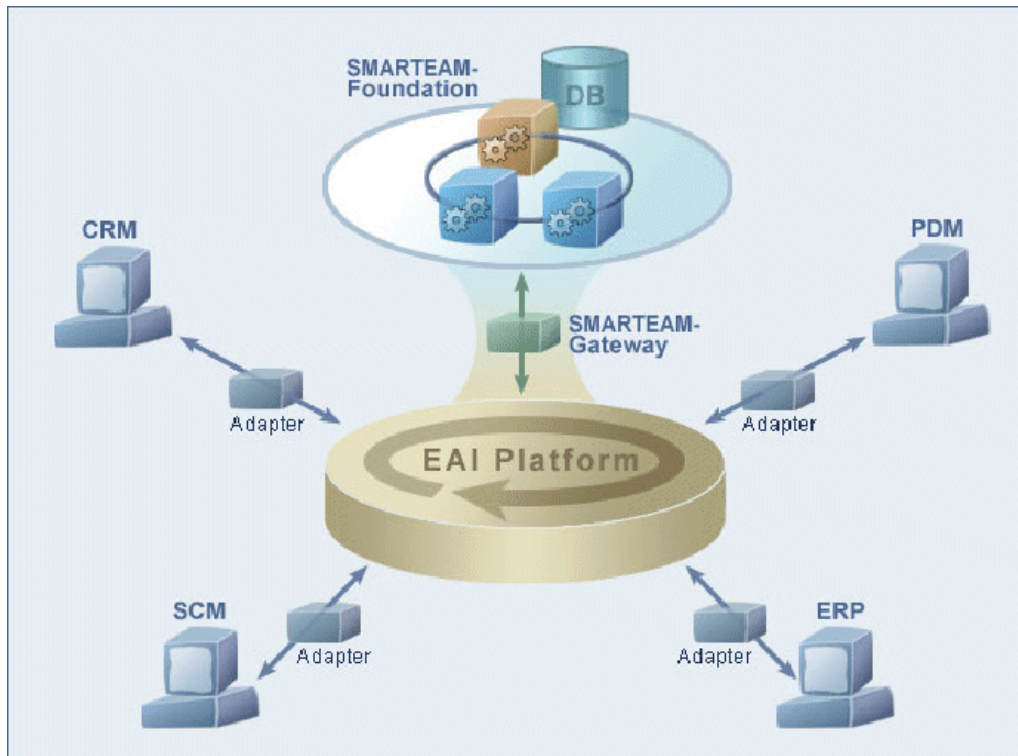 SMARTEAM-
Foundation
DB
CRM
PDM
SMARTEAM-
Gateway
Adapter
Adapter
EAI Platform
SCM
ERP
Adapter
Adapter